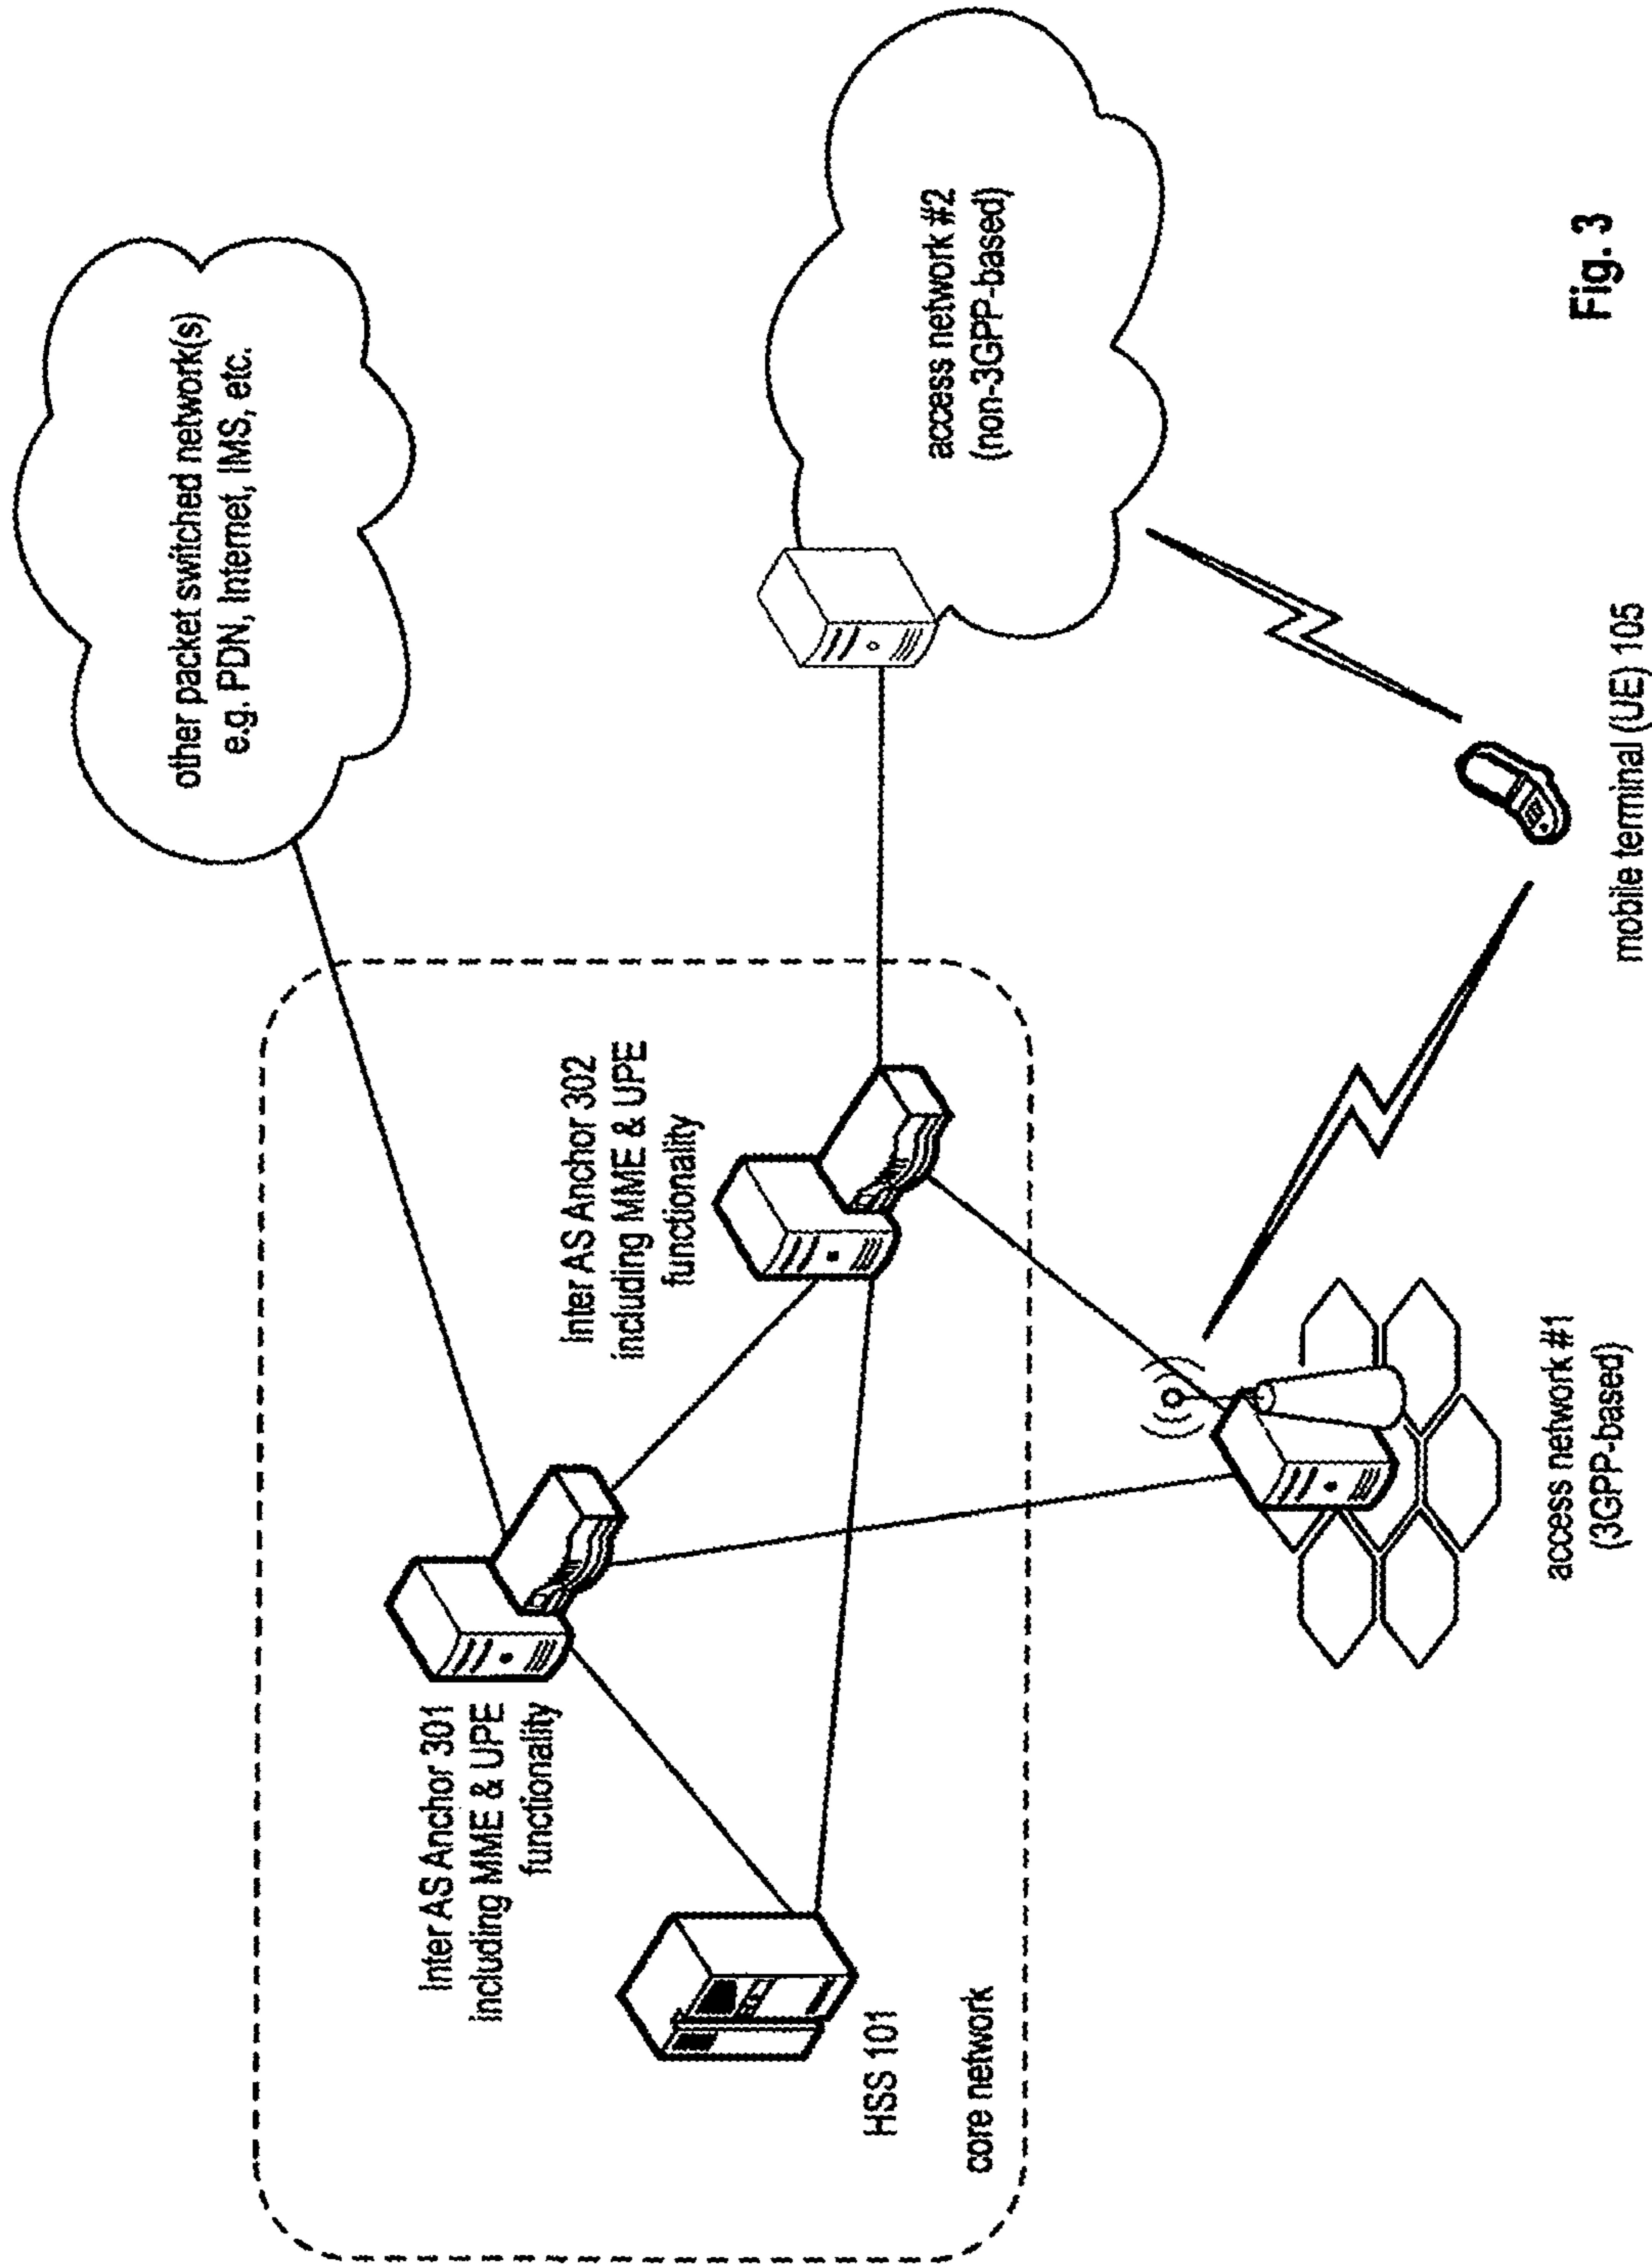 other packet switched network(s)
e.g. PDN, Internet, IMS, etc.
Inter AS Anchor 301
including MME & UPE
functionality
Inter AS Anchor 302
including MME & UPE
functionality
HSS 101
core network
access network #2
(non-3GPP-based)
access network #1
(3GPP-based)
mobile terminal (UE) 105
Fig. 3